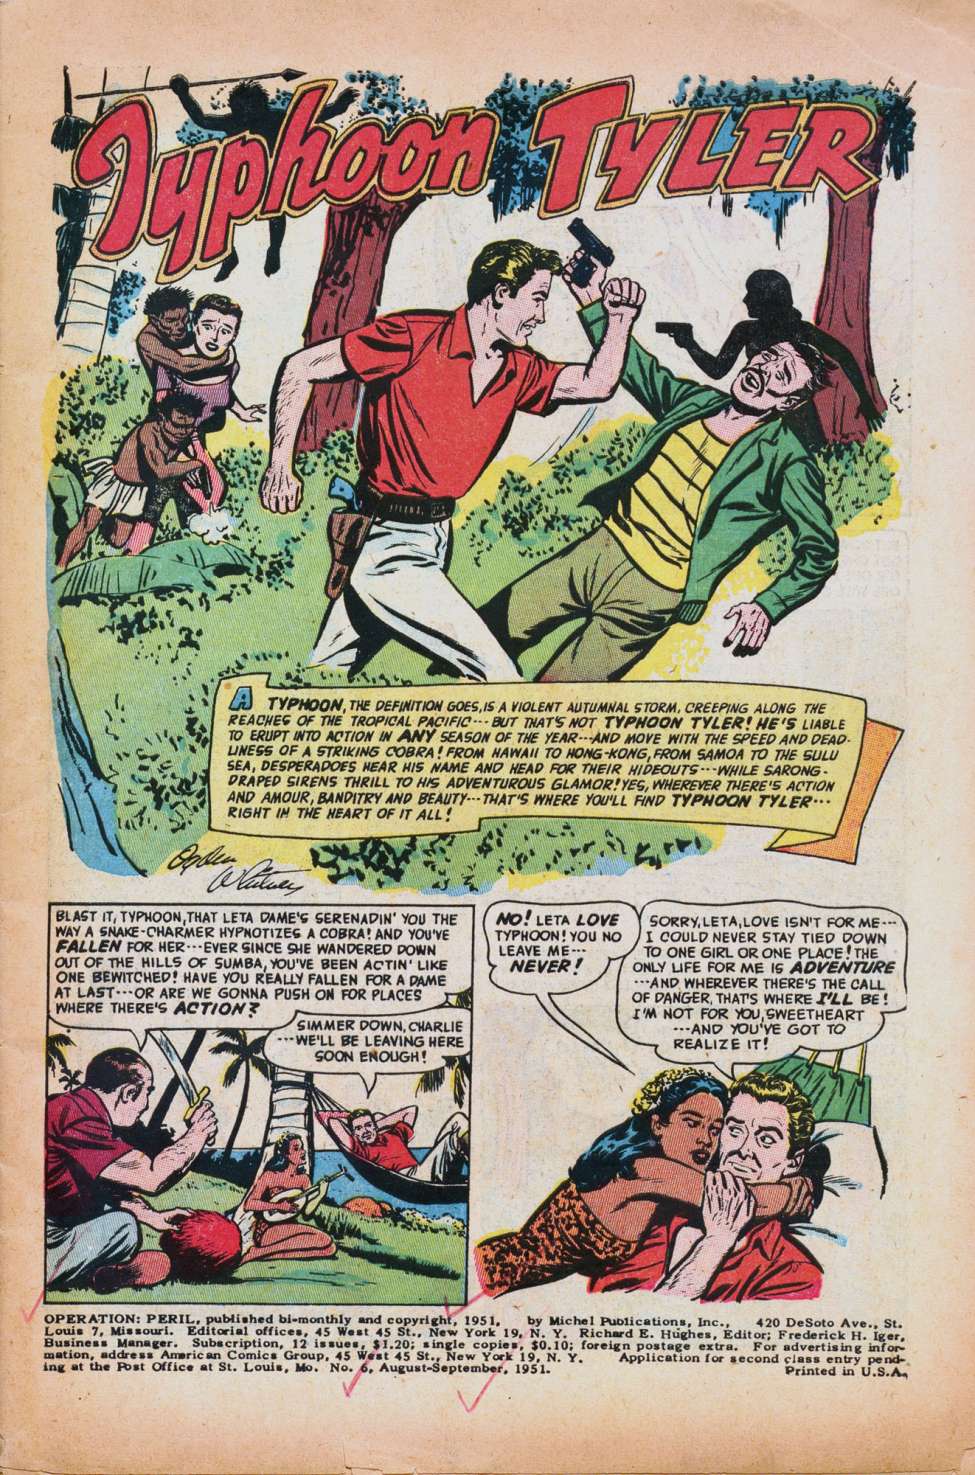 Typhoon TYLER
A TYPHOON, THE DEFINITION GOES, IS A VIOLENT AUTUMNAL STORM, CREEPING ALONG THE
REACHES OF THE TROPICAL PACIFIC---BUT THAT'S NOT TYPHOON TYLER! HE'S LIABLE
TO ERUPT INTO ACTION IN ANY SEASON OF THE YEAR---AND MOVE WITH THE SPEED AND DEAD-
LINESS OF A STRIKING COBRA! FROM HAWAII TO HONG-KONG, FROM SAMOA TO THE SULU
SEA, DESPERADOES HEAR HIS NAME AND HEAD FOR THEIR HIDEOUTS---WHILE SARONG-
DRAPED SIRENS THRILL TO HIS ADVENTUROUS GLAMOR! YES, WHEREVER THERE'S ACTION
AND AMOUR, BANDITRY AND BEAUTY---THAT'S WHERE YOU'LL FIND TYPHOON TYLER---
RIGHT IN THE HEART OF IT ALL!
Ogden
Whitney
BLAST IT, TYPHOON, THAT LETA DAME'S SERENADIN' YOU THE
WAY A SNAKE-CHARMER HYPNOTIZES A COBRA! AND YOU'VE
FALLEN FOR HER---EVER SINCE SHE WANDERED DOWN
OUT OF THE HILLS OF SUMBA, YOU'VE BEEN ACTIN' LIKE
ONE BEWITCHED! HAVE YOU REALLY FALLEN FOR A DAME
AT LAST---OR ARE WE GONNA PUSH ON FOR PLACES
WHERE THERE'S ACTION?
SIMMER DOWN, CHARLIE
---WE'LL BE LEAVING HERE
SOON ENOUGH!
NO! LETA LOVE
TYPHOON! YOU NO
LEAVE ME---
NEVER!
SORRY, LETA, LOVE ISN'T FOR ME---
I COULD NEVER STAY TIED DOWN
TO ONE GIRL OR ONE PLACE! THE
ONLY LIFE FOR ME IS ADVENTURE
---AND WHEREVER THERE'S THE CALL
OF DANGER, THAT'S WHERE I'LL BE!
I'M NOT FOR YOU, SWEETHEART
---AND YOU'VE GOT TO
REALIZE IT!
OPERATION: PERIL, published bi-monthly and copyright, 1951, by Michel Publications, Inc., 420 DeSoto Ave., St.
Louis 7, Missouri. Editorial offices, 45 West 45 St., New York 19, N. Y. Richard E. Hughes, Editor; Frederick H. Iger,
Business Manager. Subscription, 12 issues, $1.20; single copies, $0.10; foreign postage extra. For advertising infor-
mation, address American Comics Group, 45 West 45 St., New York 19, N. Y. Application for second class entry pend-
ing at the Post Office at St. Louis, Mo. No. 6, August-September, 1951. Printed in U.S.A.